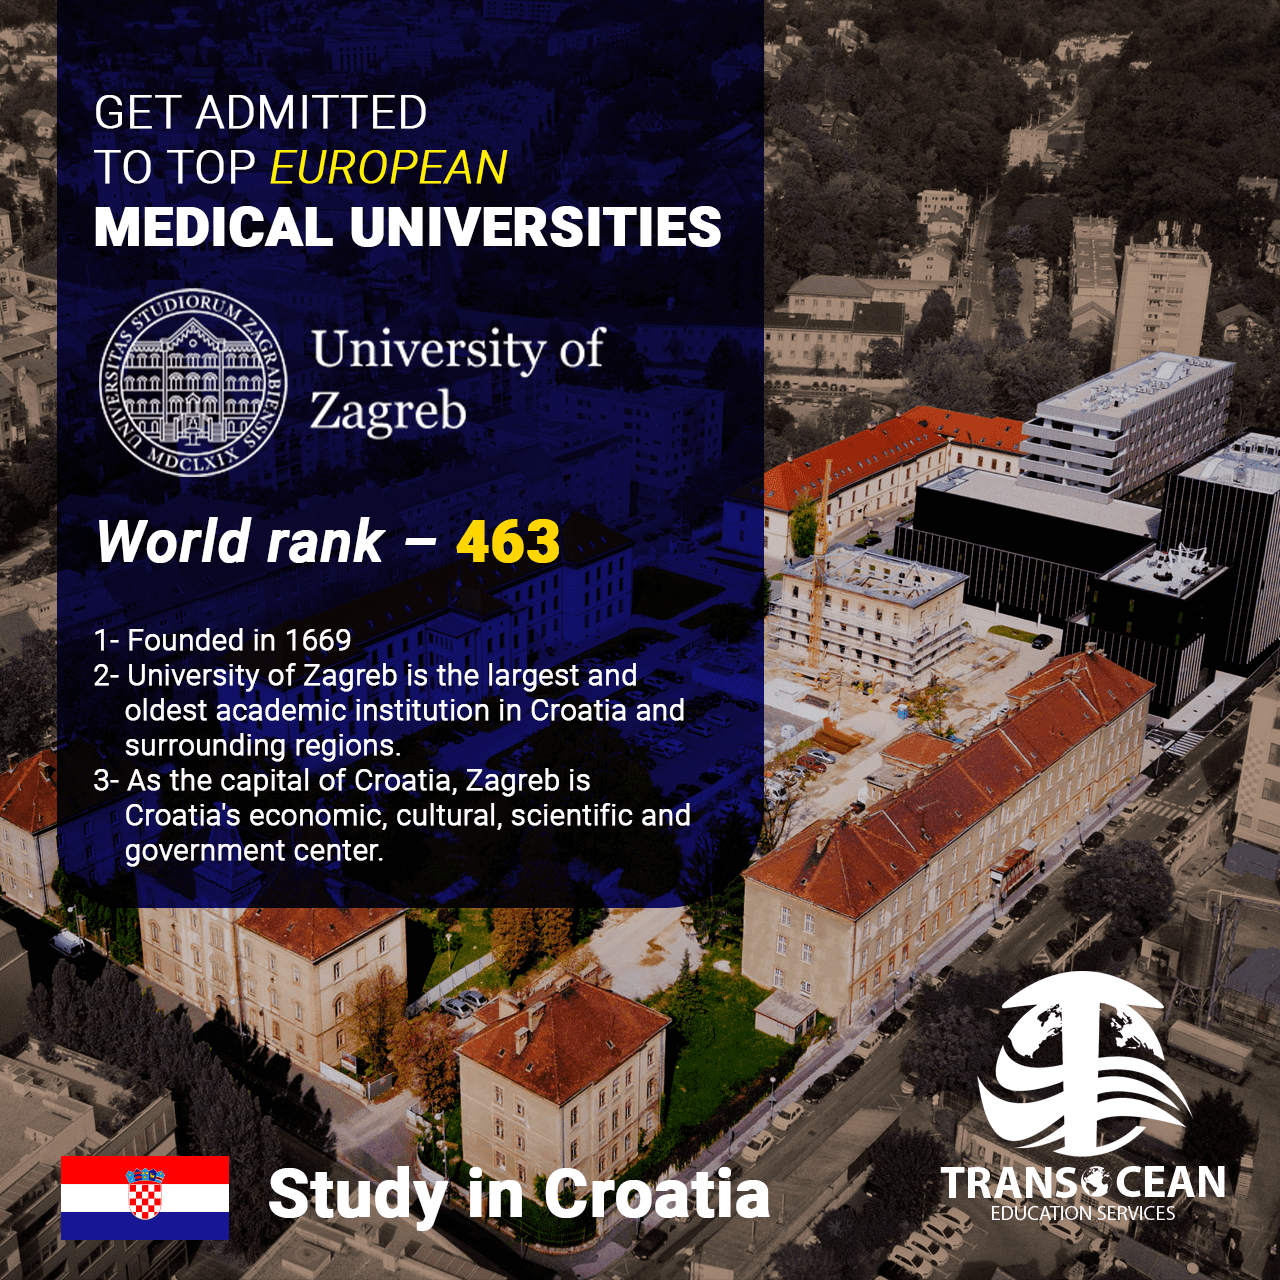 GET ADMITTED
TO TOP EUROPEAN
MEDICAL UNIVERSITIES
UNIVERSITAS STUDIORUM ZAGRABIENSIS
MDCLXIX
University of
Zagreb
World rank – 463
1- Founded in 1669
2- University of Zagreb is the largest and
oldest academic institution in Croatia and
surrounding regions.
3- As the capital of Croatia, Zagreb is
Croatia's economic, cultural, scientific and
government center.
Study in Croatia
TRANSOCEAN
EDUCATION SERVICES